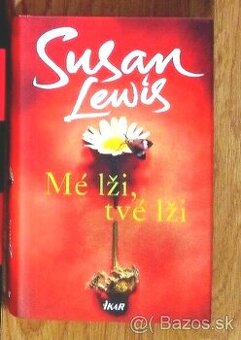 Susan
Lewis
Mé lži,
tvé lži
IKAR
@ Bazos.sk